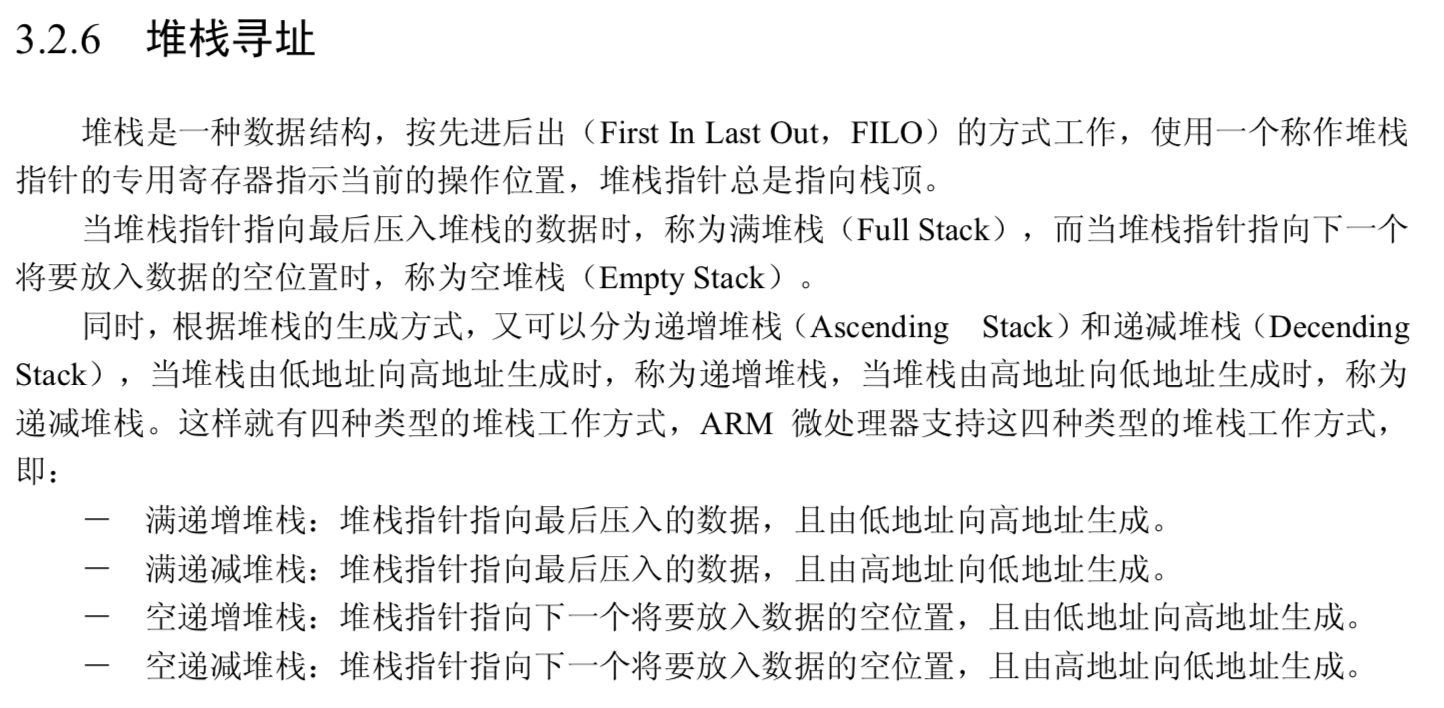 3.2.6 堆栈寻址
堆栈是一种数据结构，按先进后出（First In Last Out，FILO）的方式工作，使用一个称作堆栈
指针的专用寄存器指示当前的操作位置，堆栈指针总是指向栈顶。
当堆栈指针指向最后压入堆栈的数据时，称为满堆栈（Full Stack），而当堆栈指针指向下一个
将要放入数据的空位置时，称为空堆栈（Empty Stack）。
同时，根据堆栈的生成方式，又可以分为递增堆栈（Ascending Stack）和递减堆栈（Decending
Stack），当堆栈由低地址向高地址生成时，称为递增堆栈，当堆栈由高地址向低地址生成时，称为
递减堆栈。这样就有四种类型的堆栈工作方式，ARM 微处理器支持这四种类型的堆栈工作方式，
即：
－ 满递增堆栈：堆栈指针指向最后压入的数据，且由低地址向高地址生成。
－ 满递减堆栈：堆栈指针指向最后压入的数据，且由高地址向低地址生成。
－ 空递增堆栈：堆栈指针指向下一个将要放入数据的空位置，且由低地址向高地址生成。
－ 空递减堆栈：堆栈指针指向下一个将要放入数据的空位置，且由高地址向低地址生成。